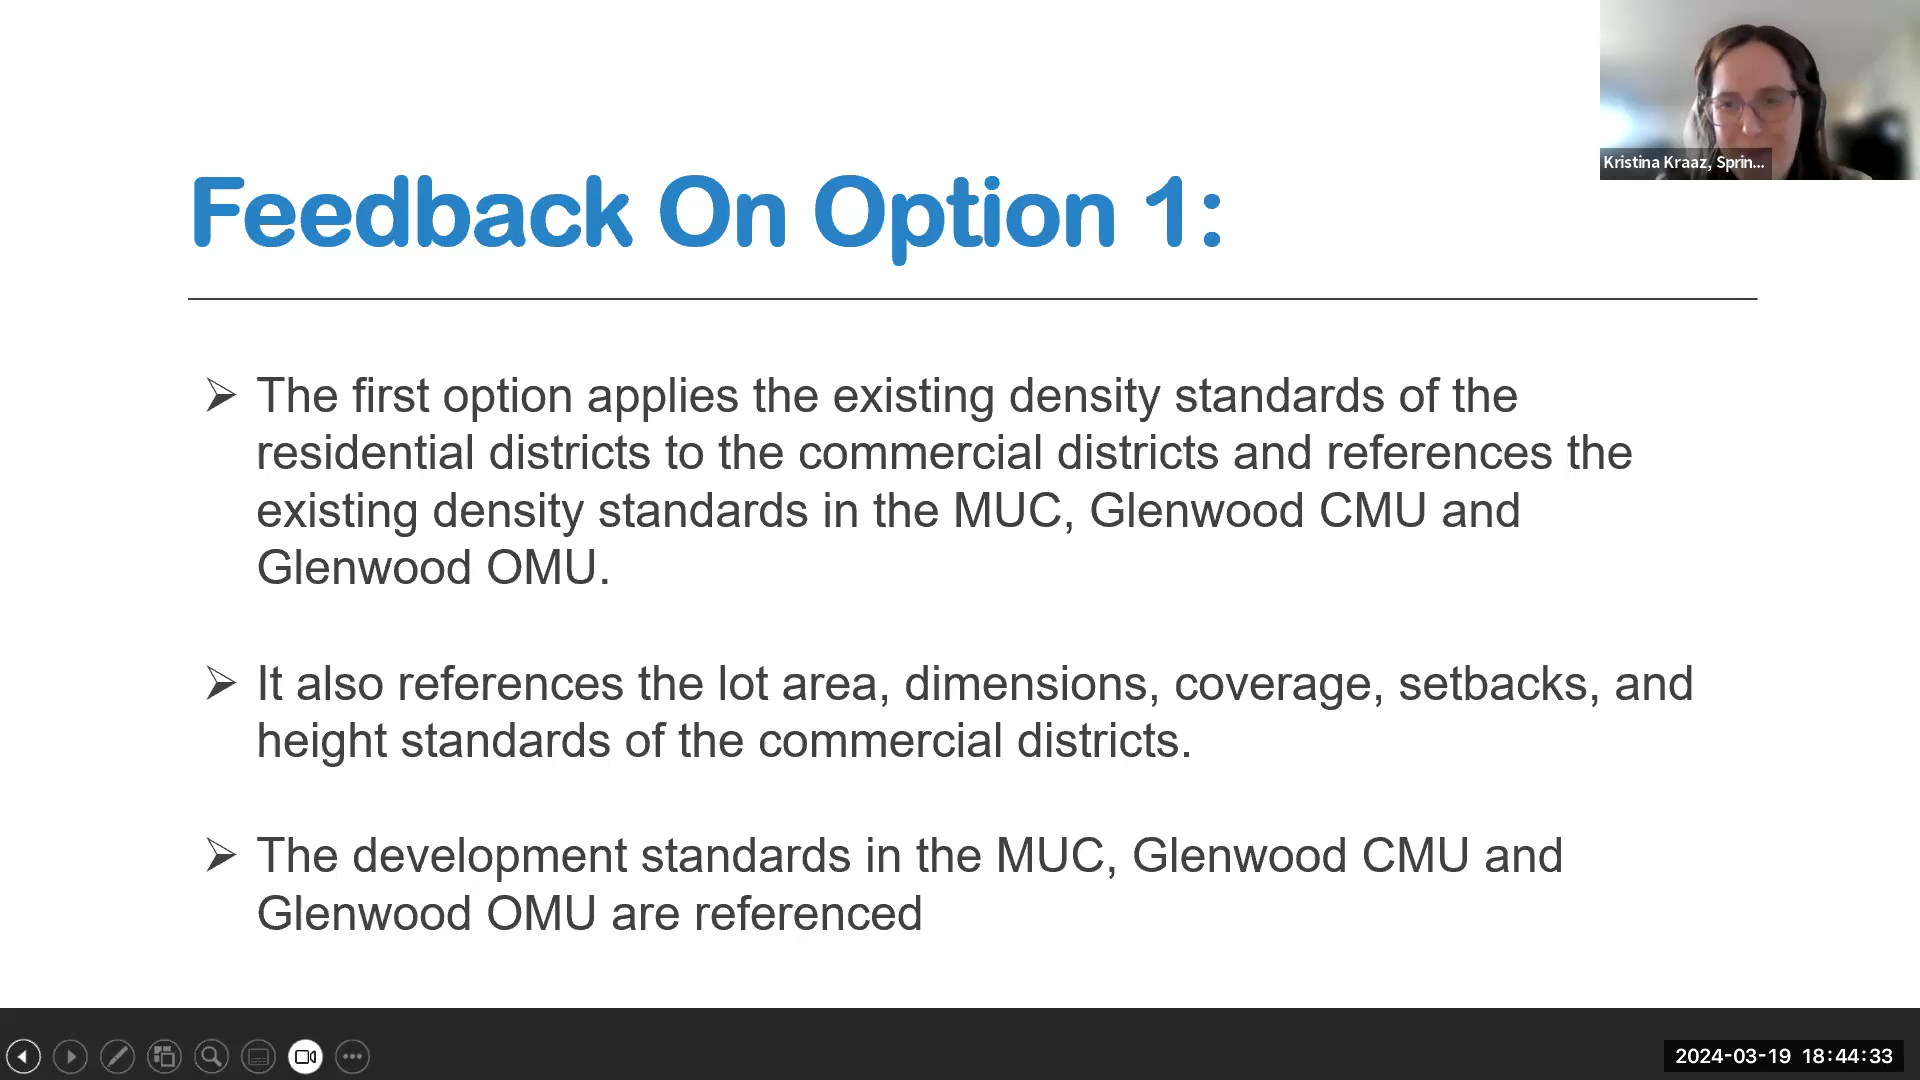 Kristina Kraaz, Sprin...
Feedback On Option 1:
➢ The first option applies the existing density standards of the
residential districts to the commercial districts and references the
existing density standards in the MUC, Glenwood CMU and
Glenwood OMU.
➢ It also references the lot area, dimensions, coverage, setbacks, and
height standards of the commercial districts.
➢ The development standards in the MUC, Glenwood CMU and
Glenwood OMU are referenced
2024-03-19 18:44:33